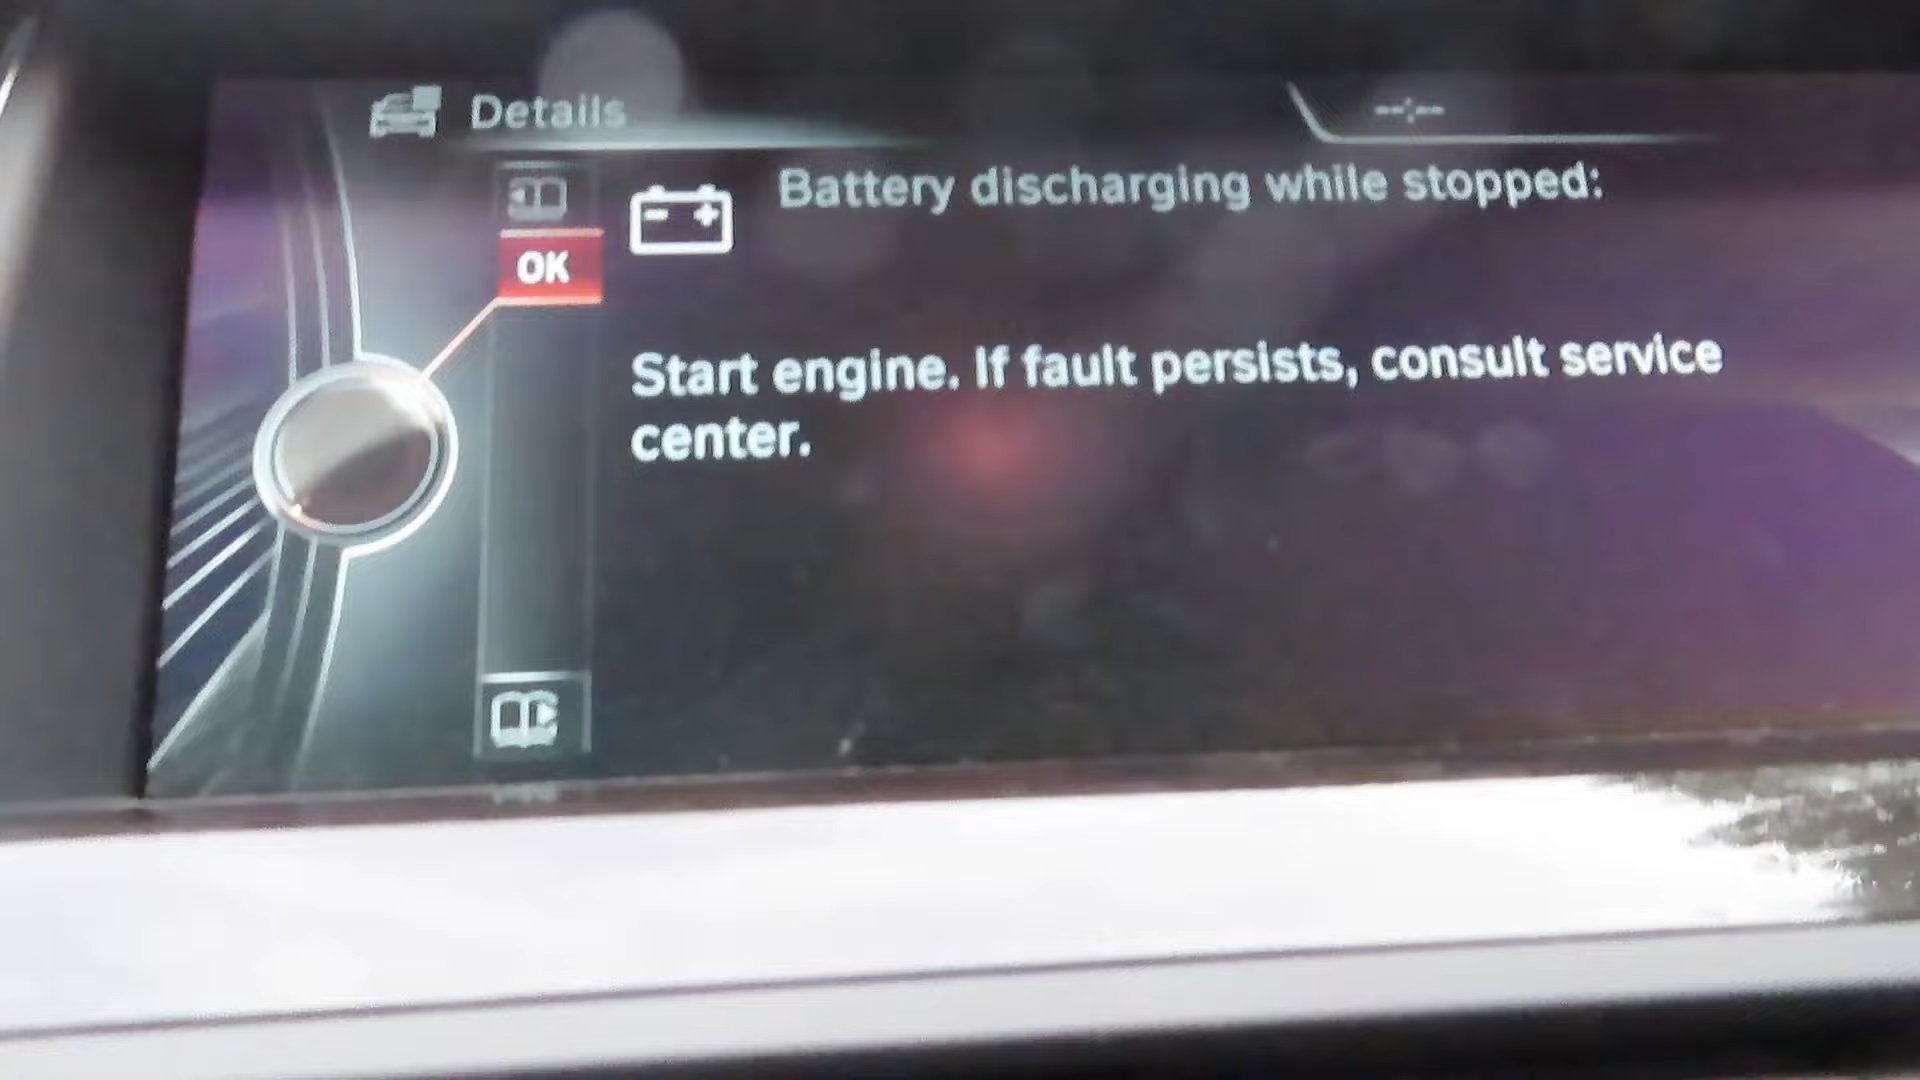 Details
--:--
Battery discharging while stopped:
OK
Start engine. If fault persists, consult service
center.